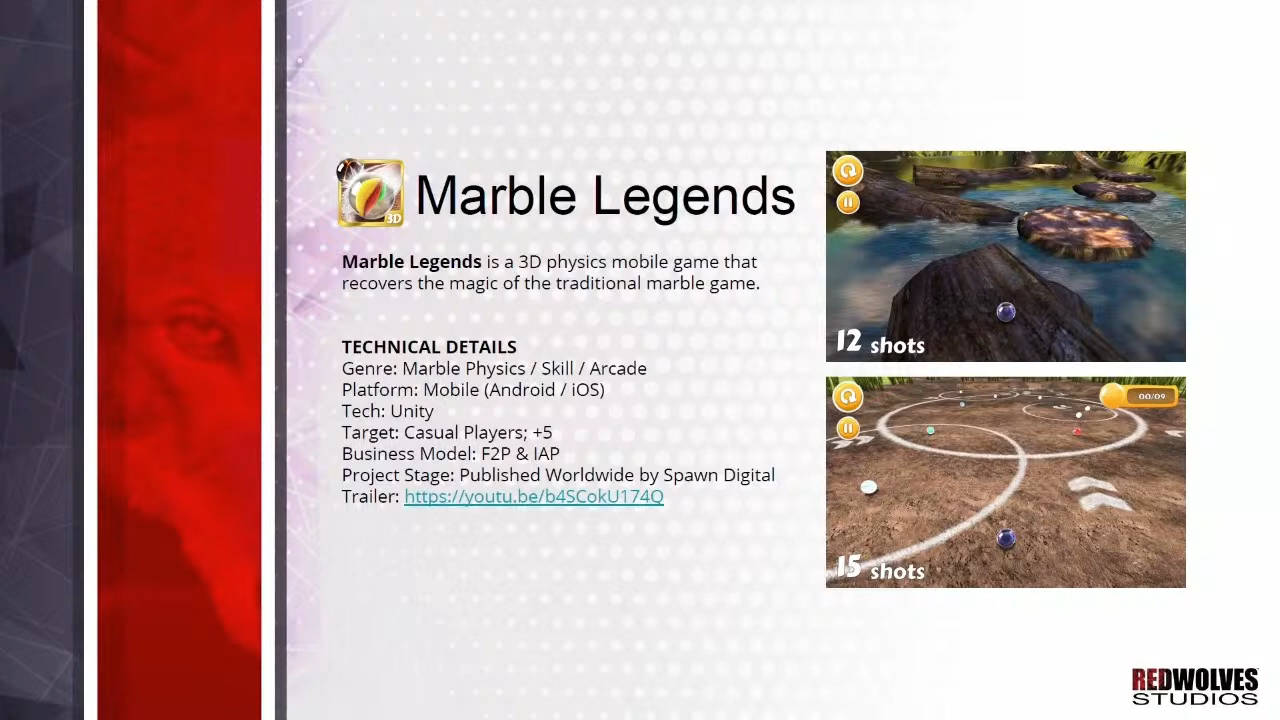 3D
Marble Legends
Marble Legends is a 3D physics mobile game that
recovers the magic of the traditional marble game.
TECHNICAL DETAILS
Genre: Marble Physics / Skill / Arcade
Platform: Mobile (Android / iOS)
Tech: Unity
Target: Casual Players; +5
Business Model: F2P & IAP
Project Stage: Published Worldwide by Spawn Digital
Trailer: https://youtu.be/b4SCokU174Q
12 shots
00/09
15 shots
REDWOLVES
STUDIOS